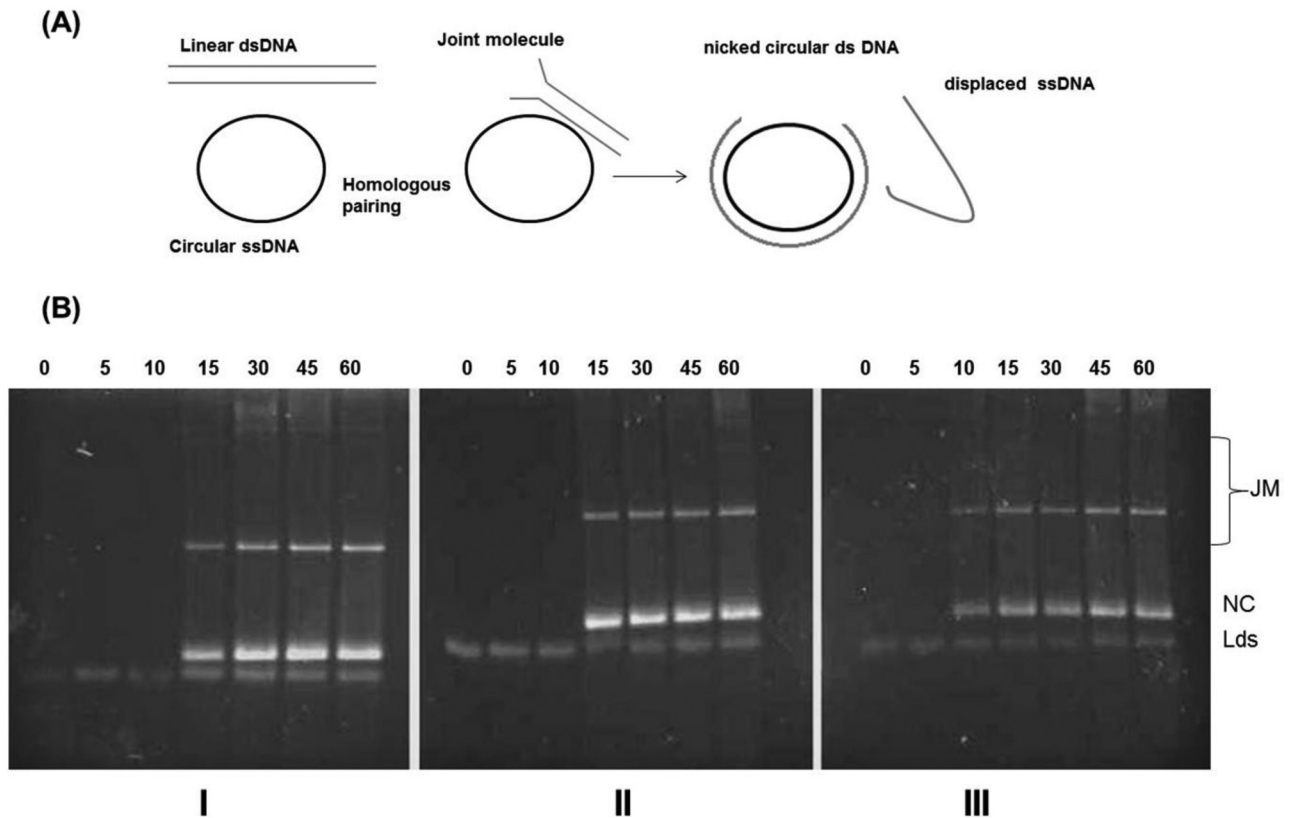 (A)
Linear dsDNA
Circular ssDNA
Homologous
pairing
Joint molecule
nicked circular ds DNA
displaced ssDNA
(B)
0 5 10 15 30 45 60
0 5 10 15 30 45 60
0 5 10 15 30 45 60
JM
NC
Lds
I
II
III